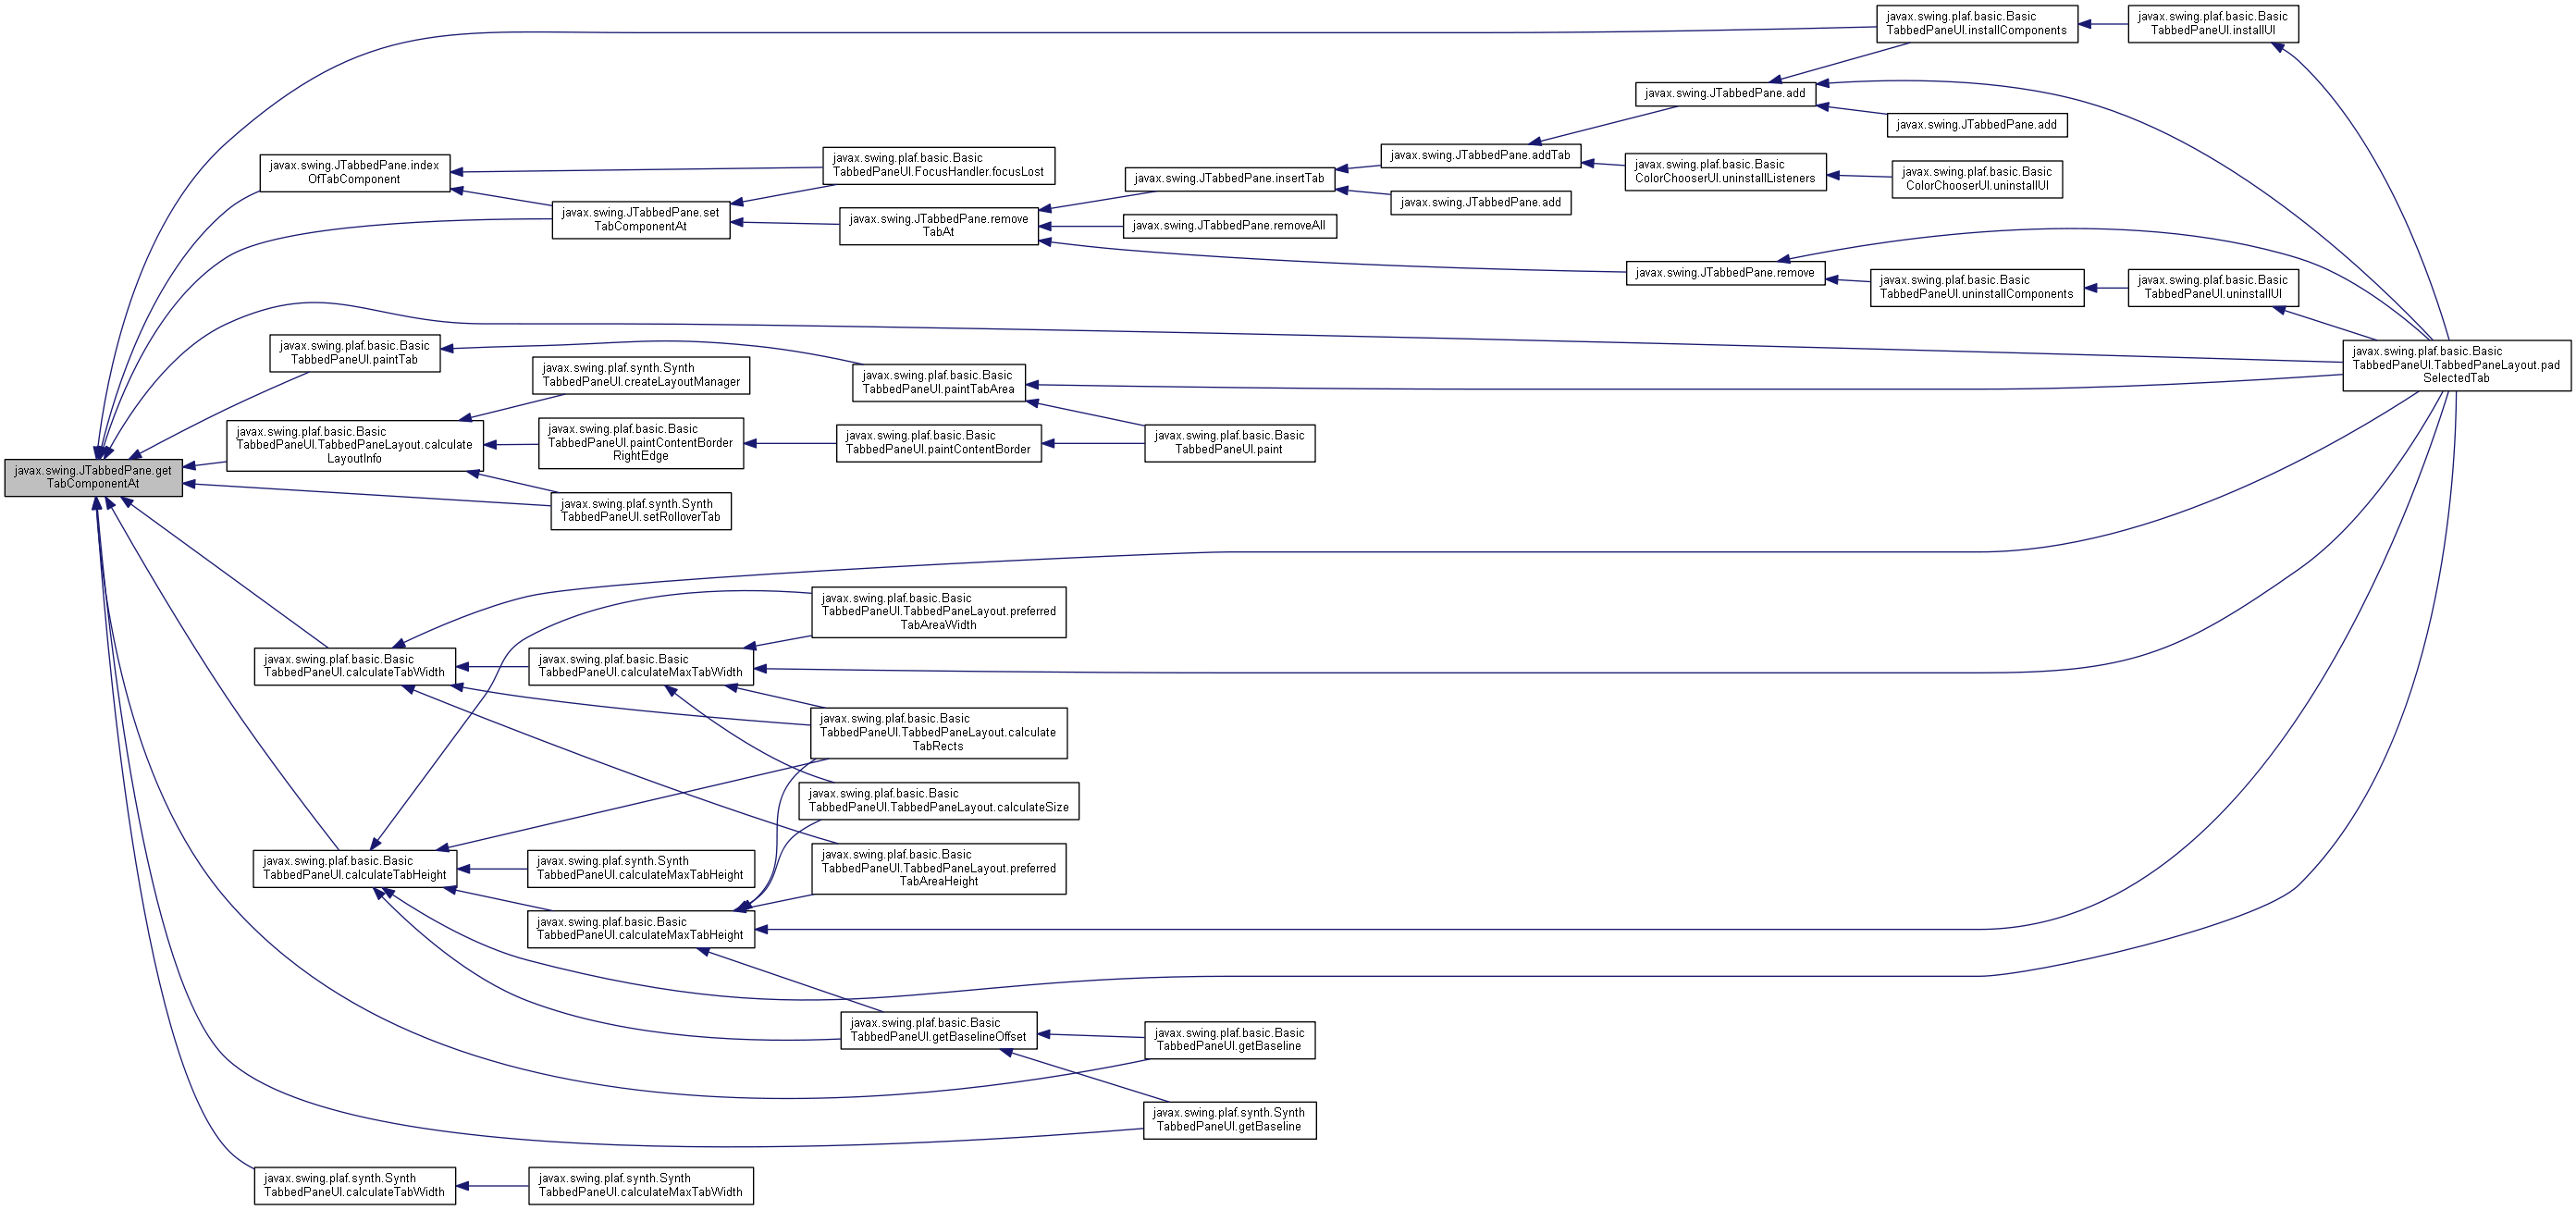 javax.swing.plaf.basic.Basic
TabbedPaneUI.installComponents
javax.swing.plaf.basic.Basic
TabbedPaneUI.installUI
javax.swing.JTabbedPane.add
javax.swing.JTabbedPane.add
javax.swing.JTabbedPane.index
OfTabComponent
javax.swing.plaf.basic.Basic
TabbedPaneUI.FocusHandler.focusLost
javax.swing.JTabbedPane.addTab
javax.swing.plaf.basic.Basic
ColorChooserUI.uninstallListeners
javax.swing.plaf.basic.Basic
ColorChooserUI.uninstallUI
javax.swing.JTabbedPane.insertTab
javax.swing.JTabbedPane.add
javax.swing.JTabbedPane.set
TabComponentAt
javax.swing.JTabbedPane.remove
TabAt
javax.swing.JTabbedPane.removeAll
javax.swing.JTabbedPane.remove
javax.swing.plaf.basic.Basic
TabbedPaneUI.uninstallComponents
javax.swing.plaf.basic.Basic
TabbedPaneUI.uninstallUI
javax.swing.plaf.basic.Basic
TabbedPaneUI.paintTab
javax.swing.plaf.synth.Synth
TabbedPaneUI.createLayoutManager
javax.swing.plaf.basic.Basic
TabbedPaneUI.paintTabArea
javax.swing.plaf.basic.Basic
TabbedPaneUI.TabbedPaneLayout.pad
SelectedTab
javax.swing.plaf.basic.Basic
TabbedPaneUI.TabbedPaneLayout.calculate
LayoutInfo
javax.swing.plaf.basic.Basic
TabbedPaneUI.paintContentBorder
RightEdge
javax.swing.plaf.basic.Basic
TabbedPaneUI.paintContentBorder
javax.swing.plaf.basic.Basic
TabbedPaneUI.paint
javax.swing.JTabbedPane.get
TabComponentAt
javax.swing.plaf.synth.Synth
TabbedPaneUI.setRolloverTab
javax.swing.plaf.basic.Basic
TabbedPaneUI.TabbedPaneLayout.preferred
TabAreaWidth
javax.swing.plaf.basic.Basic
TabbedPaneUI.calculateTabWidth
javax.swing.plaf.basic.Basic
TabbedPaneUI.calculateMaxTabWidth
javax.swing.plaf.basic.Basic
TabbedPaneUI.TabbedPaneLayout.calculate
TabRects
javax.swing.plaf.basic.Basic
TabbedPaneUI.TabbedPaneLayout.calculateSize
javax.swing.plaf.basic.Basic
TabbedPaneUI.calculateTabHeight
javax.swing.plaf.synth.Synth
TabbedPaneUI.calculateMaxTabHeight
javax.swing.plaf.basic.Basic
TabbedPaneUI.TabbedPaneLayout.preferred
TabAreaHeight
javax.swing.plaf.basic.Basic
TabbedPaneUI.calculateMaxTabHeight
javax.swing.plaf.basic.Basic
TabbedPaneUI.getBaselineOffset
javax.swing.plaf.basic.Basic
TabbedPaneUI.getBaseline
javax.swing.plaf.synth.Synth
TabbedPaneUI.getBaseline
javax.swing.plaf.synth.Synth
TabbedPaneUI.calculateTabWidth
javax.swing.plaf.synth.Synth
TabbedPaneUI.calculateMaxTabWidth